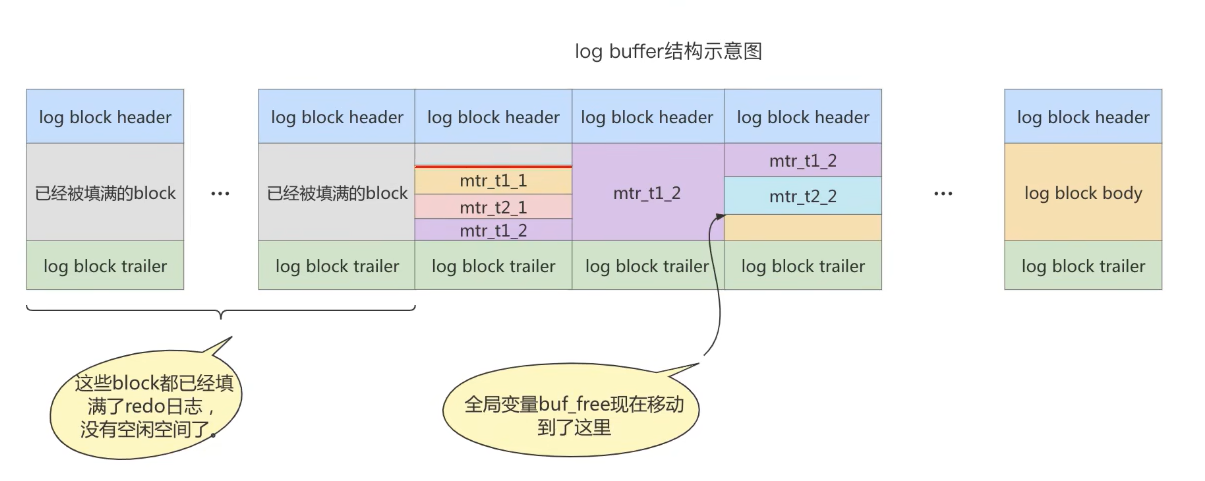 log buffer结构示意图
log block header
log block header
log block header
log block header
log block header
log block header
已经被填满的block
...
已经被填满的block
mtr_t1_1
mtr_t2_1
mtr_t1_2
mtr_t1_2
mtr_t1_2
mtr_t2_2
...
log block body
log block trailer
log block trailer
log block trailer
log block trailer
log block trailer
log block trailer
这些block都已经填
满了redo日志，
没有空闲空间了。
全局变量buf_free现在移动
到了这里